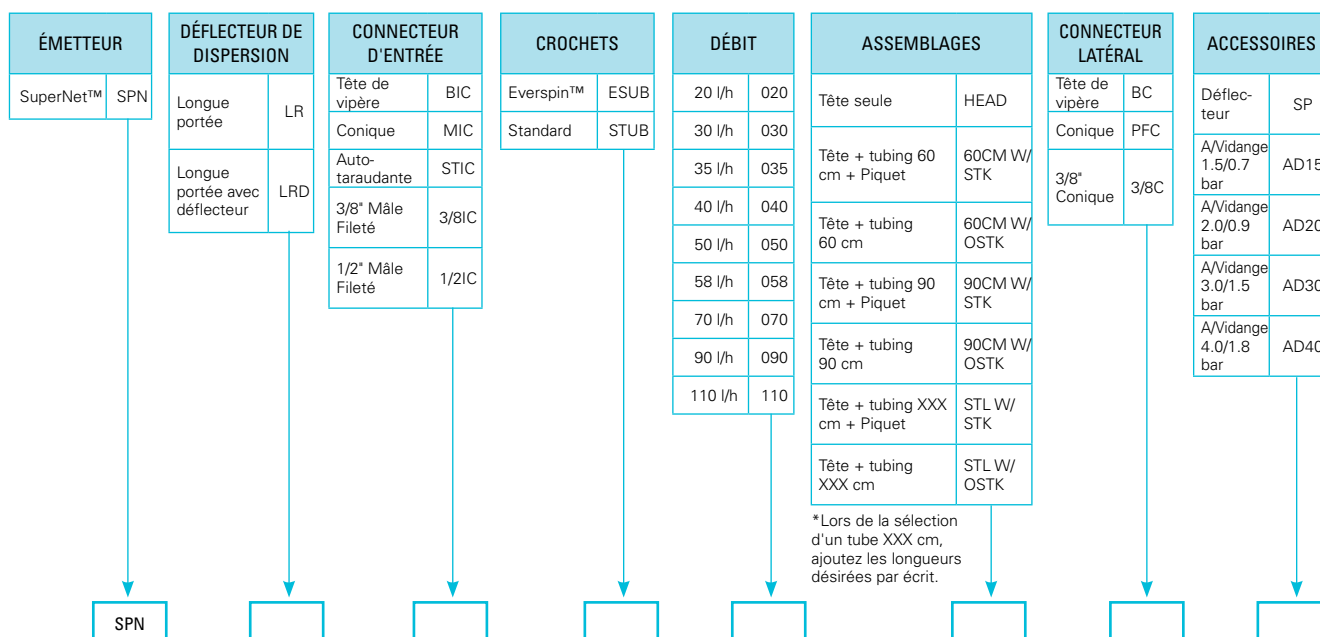 ÉMETTEUR
SuperNet™ SPN
DÉFLECTEUR DE
DISPERSION
Longue
portée
LR
Longue
portée avec
déflecteur
LRD
CONNECTEUR
D'ENTRÉE
Tête de
vipère
BIC
Conique MIC
Auto-
taraudante
STIC
3/8" Mâle
Fileté
3/8IC
1/2" Mâle
Fileté
1/2IC
CROCHETS
Everspin™ ESUB
Standard STUB
DÉBIT
20 l/h 020
30 l/h 030
35 l/h 035
40 l/h 040
50 l/h 050
58 l/h 058
70 l/h 070
90 l/h 090
110 l/h 110
ASSEMBLAGES
Tête seule HEAD
Tête + tubing 60
cm + Piquet
60CM W/
STK
Tête + tubing
60 cm
60CM W/
OSTK
Tête + tubing 90
cm + Piquet
90CM W/
STK
Tête + tubing
90 cm
90CM W/
OSTK
Tête + tubing XXX
cm + Piquet
STL W/
STK
Tête + tubing
XXX cm
STL W/
OSTK
*Lors de la sélection
d'un tube XXX cm,
ajoutez les longueurs
désirées par écrit.
CONNECTEUR
LATÉRAL
Tête de
vipère
BC
Conique PFC
3/8"
Conique
3/8C
ACCESSOIRES
Déflec-
teur
SP
A/Vidange
1.5/0.7
bar
AD15
A/Vidange
2.0/0.9
bar
AD20
A/Vidange
3.0/1.5
bar
AD30
A/Vidange
4.0/1.8
bar
AD40
SPN